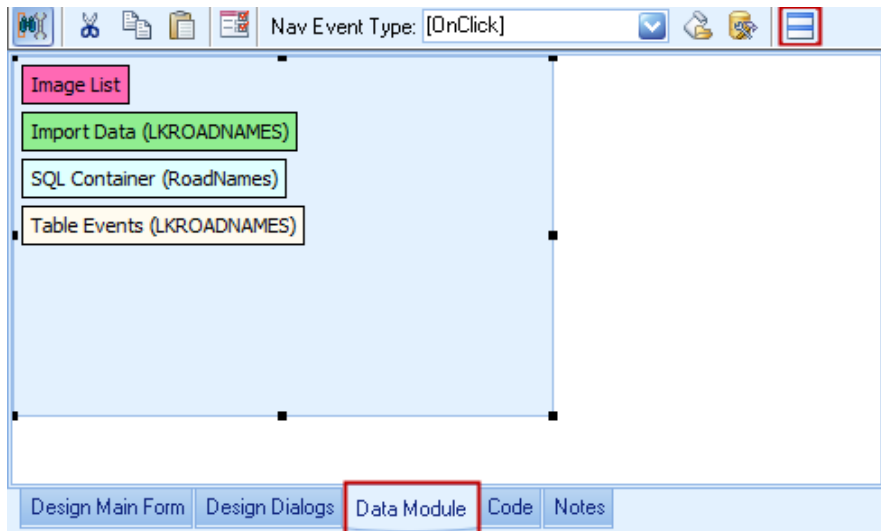 Nav Event Type: [OnClick]
Image List
Import Data (LKROADNAMES)
SQL Container (RoadNames)
Table Events (LKROADNAMES)
Design Main Form Design Dialogs Data Module Code Notes